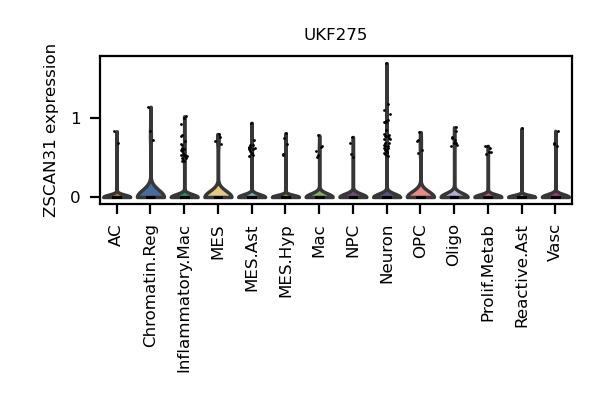 UKF275
ZSCAN31 expression
1
0
AC
Chromatin.Reg
Inflammatory.Mac
MES
MES.Ast
MES.Hyp
Mac
NPC
Neuron
OPC
Oligo
Prolif.Metab
Reactive.Ast
Vasc